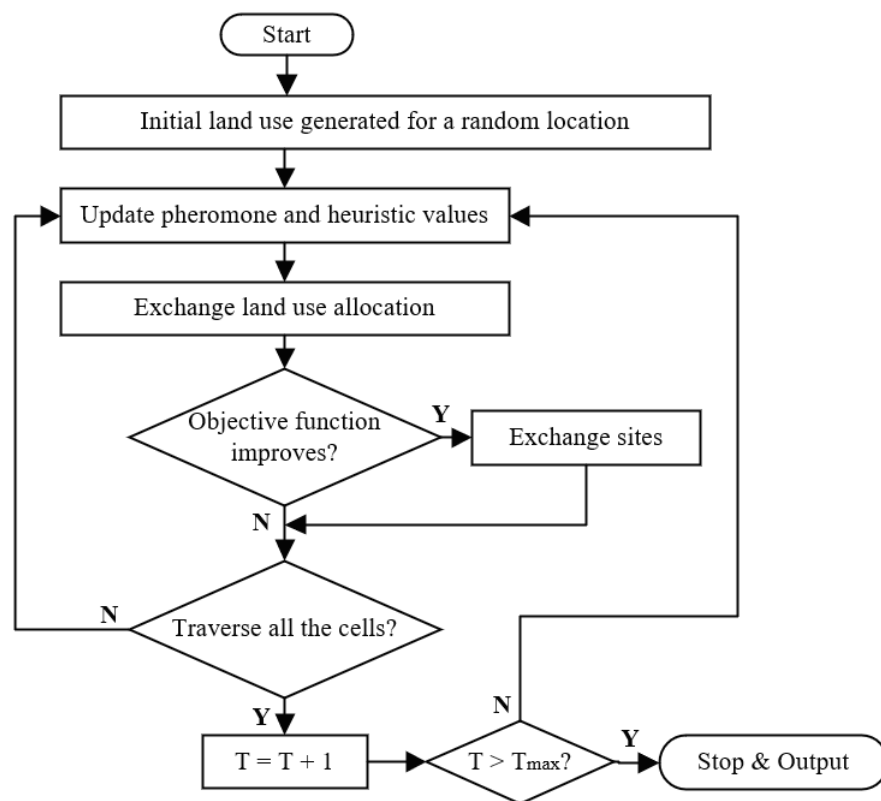 Start
Initial land use generated for a random location
Update pheromone and heuristic values
Exchange land use allocation
Objective function
improves?
Y
Exchange sites
N
N
Traverse all the cells?
Y
T = T + 1
N
T > Tmax?
Y
Stop & Output